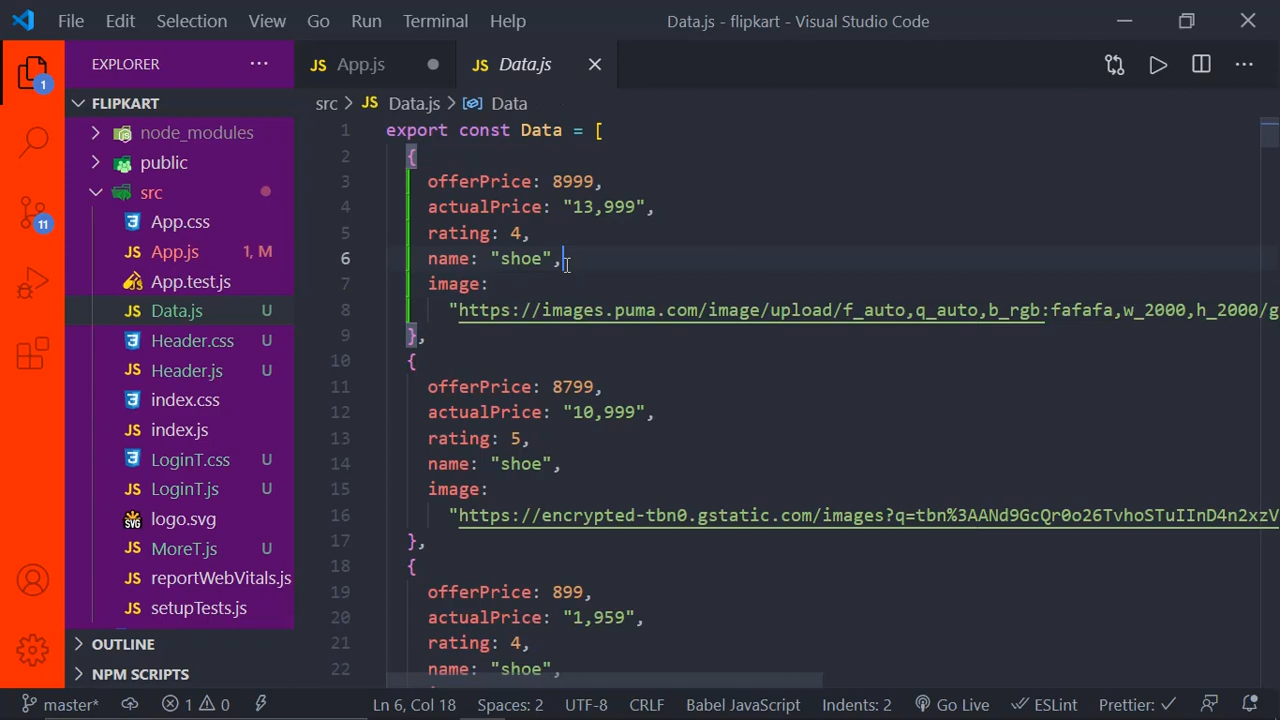 File Edit Selection View Go Run Terminal Help Data.js - flipkart - Visual Studio Code
EXPLORER ··· JS App.js JS Data.js
1
FLIPKART
src > JS Data.js > Data
node_modules
public
src
App.css
JS App.js 1, M
App.test.js
JS Data.js U
Header.css U
JS Header.js U
index.css
JS index.js
LoginT.css U
JS LoginT.js U
SVG logo.svg
JS MoreT.js U
JS reportWebVitals.js
JS setupTests.js
OUTLINE
NPM SCRIPTS
11
1 export const Data = [
2 {
3 offerPrice: 8999,
4 actualPrice: "13,999",
5 rating: 4,
6 name: "shoe",
7 image:
8 "https://images.puma.com/image/upload/f_auto,q_auto,b_rgb:fafafa,w_2000,h_2000/g
9 },
10 {
11 offerPrice: 8799,
12 actualPrice: "10,999",
13 rating: 5,
14 name: "shoe",
15 image:
16 "https://encrypted-tbn0.gstatic.com/images?q=tbn%3AANd9GcQr0o26TvhoSTuIInD4n2xzV
17 },
18 {
19 offerPrice: 899,
20 actualPrice: "1,959",
21 rating: 4,
22 name: "shoe",
master* 1 0 Ln 6, Col 18 Spaces: 2 UTF-8 CRLF Babel JavaScript Indents: 2 Go Live ESLint Prettier: